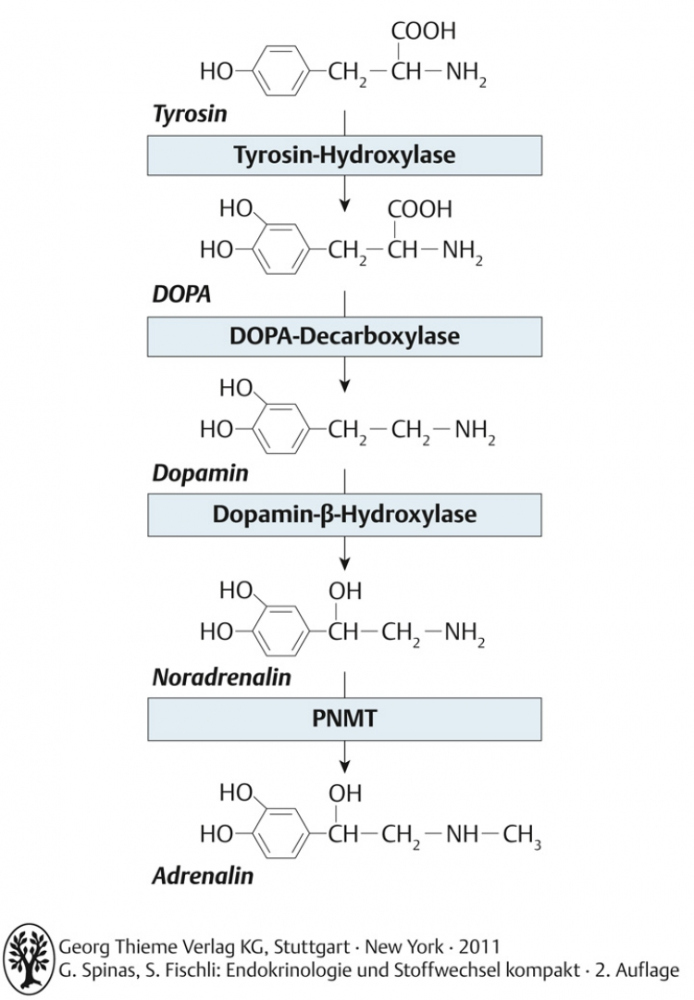 COOH
HO CH₂—CH—NH₂
Tyrosin
Tyrosin-Hydroxylase
HO COOH
HO CH₂—CH—NH₂
DOPA
DOPA-Decarboxylase
HO
HO CH₂—CH₂—NH₂
Dopamin
Dopamin-β-Hydroxylase
HO OH
HO CH—CH₂—NH₂
Noradrenalin
PNMT
HO OH
HO CH—CH₂—NH—CH₃
Adrenalin
Georg Thieme Verlag KG, Stuttgart · New York · 2011
G. Spinas, S. Fischli: Endokrinologie und Stoffwechsel kompakt · 2. Auflage